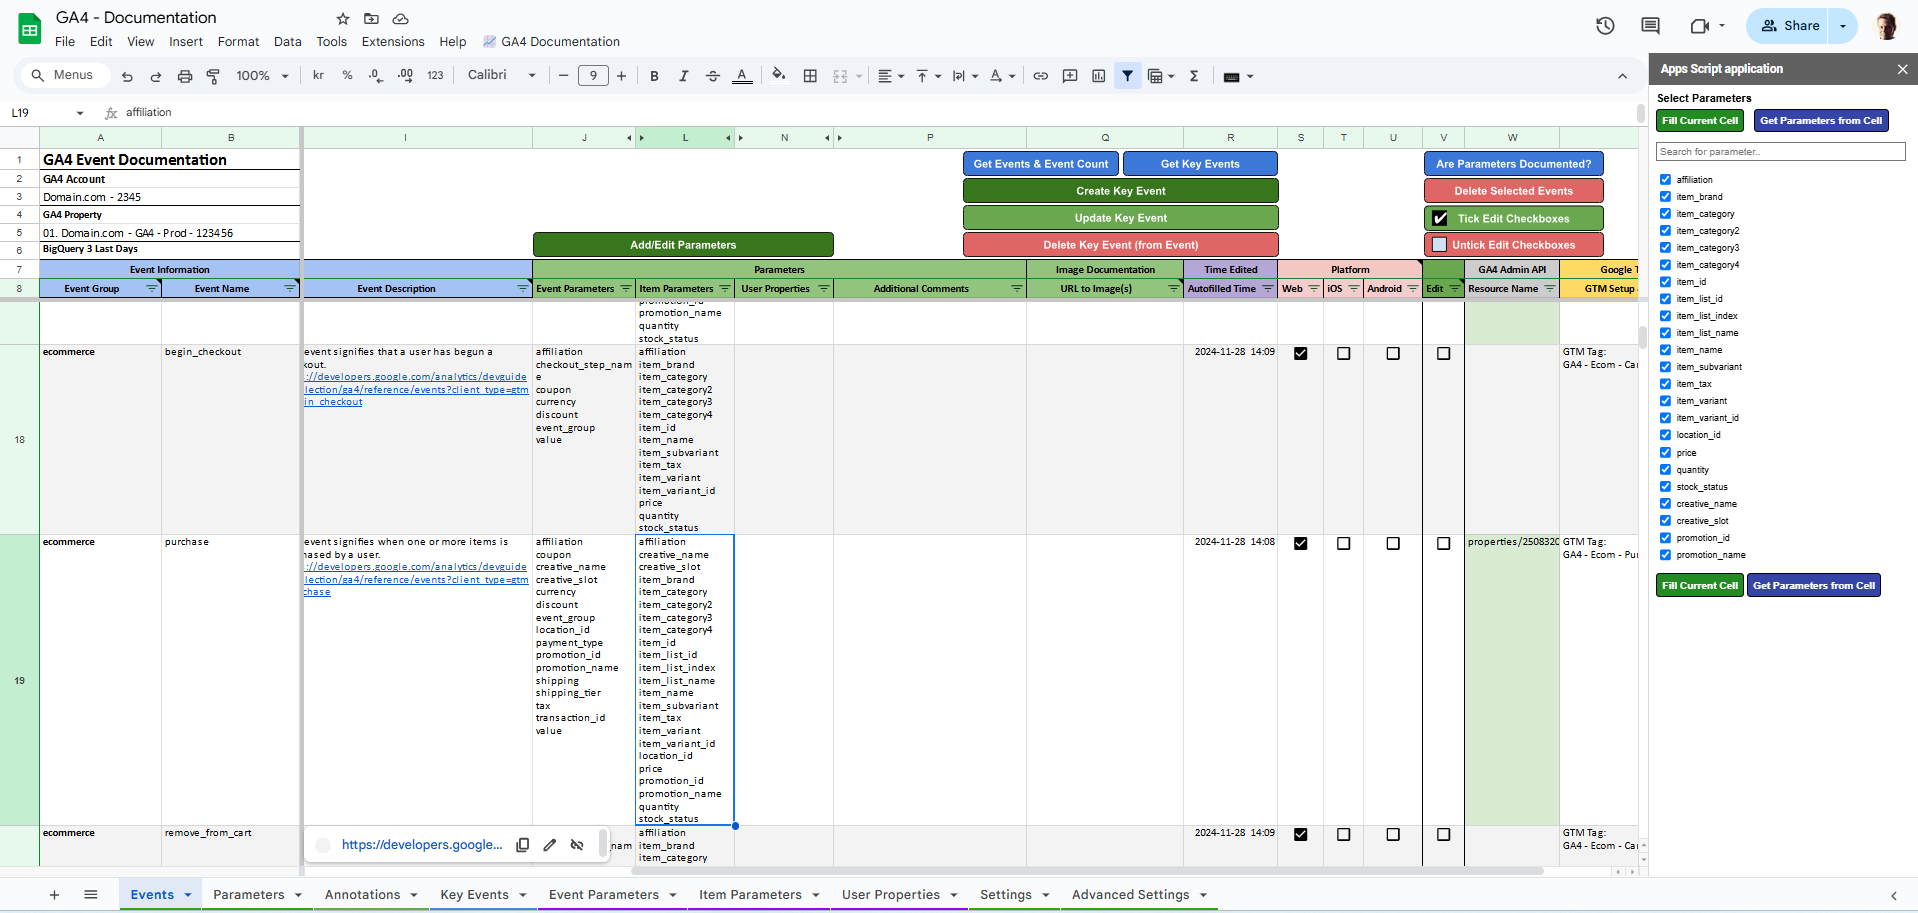 GA4 - Documentation
File Edit View Insert Format Data Tools Extensions Help GA4 Documentation
Share
Menus 100% kr % .0 .00 123 Calibri 9 B I S A Σ
L19 affiliation
A B I J L N P Q R S T U V W
1 GA4 Event Documentation Get Events & Event Count Get Key Events Are Parameters Documented?
2 GA4 Account Create Key Event Delete Selected Events
3 Domain.com - 2345
4 GA4 Property Update Key Event Tick Edit Checkboxes
5 01. Domain.com - GA4 - Prod - 123456
6 BigQuery 3 Last Days Add/Edit Parameters Delete Key Event (from Event) Untick Edit Checkboxes
7 Event Information Parameters Image Documentation Time Edited Platform GA4 Admin API Google T
8 Event Group Event Name Event Description Event Parameters Item Parameters User Properties Additional Comments URL to Image(s) Autofilled Time Web iOS Android Edit Resource Name GTM Setup
promotion_id
promotion_name
quantity
stock_status
18
ecommerce
begin_checkout
event signifies that a user has begun a
kout.
://developers.google.com/analytics/devguide
lection/ga4/reference/events?client_type=gtm
in_checkout
affiliation
checkout_step_nam
e
coupon
currency
discount
event_group
value
affiliation
item_brand
item_category
item_category2
item_category3
item_category4
item_id
item_name
item_subvariant
item_tax
item_variant
item_variant_id
price
quantity
stock_status
2024-11-28 14:09
GTM Tag:
GA4 - Ecom - Ca
19
ecommerce
purchase
event signifies when one or more items is
hased by a user.
://developers.google.com/analytics/devguide
lection/ga4/reference/events?client_type=gtm
chase
affiliation
coupon
creative_name
creative_slot
currency
discount
event_group
location_id
payment_type
promotion_id
promotion_name
shipping
shipping_tier
tax
transaction_id
value
affiliation
creative_name
creative_slot
item_brand
item_category
item_category2
item_category3
item_category4
item_id
item_list_id
item_list_index
item_list_name
item_name
item_subvariant
item_tax
item_variant
item_variant_id
location_id
price
promotion_id
promotion_name
quantity
stock_status
2024-11-28 14:08
properties/2508320
GTM Tag:
GA4 - Ecom - Pu
ecommerce
remove_from_cart
https://developers.google...
_nam
affiliation
item_brand
item_category
2024-11-28 14:09
GTM Tag:
GA4 - Ecom - Ca
Events Parameters Annotations Key Events Event Parameters Item Parameters User Properties Settings Advanced Settings
Apps Script application
Select Parameters
Fill Current Cell Get Parameters from Cell
Search for parameter..
affiliation
item_brand
item_category
item_category2
item_category3
item_category4
item_id
item_list_id
item_list_index
item_list_name
item_name
item_subvariant
item_tax
item_variant
item_variant_id
location_id
price
quantity
stock_status
creative_name
creative_slot
promotion_id
promotion_name
Fill Current Cell Get Parameters from Cell